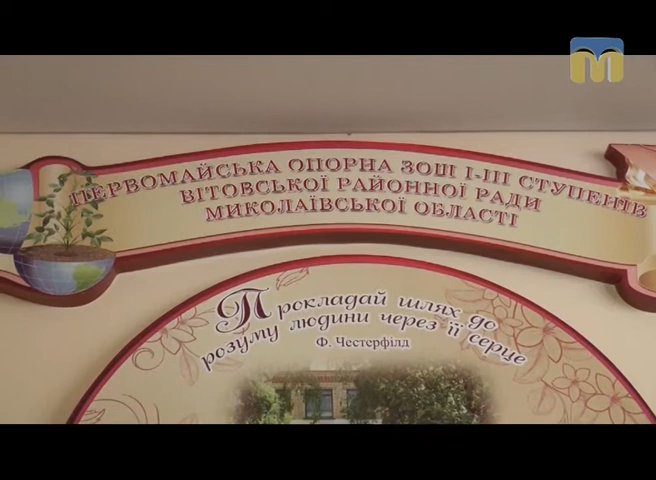 ПЕРВОМАЙСЬКА ОПОРНА ЗОШ І-ІІІ СТУПЕНІВ
ВІТОВСЬКОЇ РАЙОННОЇ РАДИ
МИКОЛАЇВСЬКОЇ ОБЛАСТІ
Прокладай шлях до
розуму людини через її серце
Ф. Честерфілд